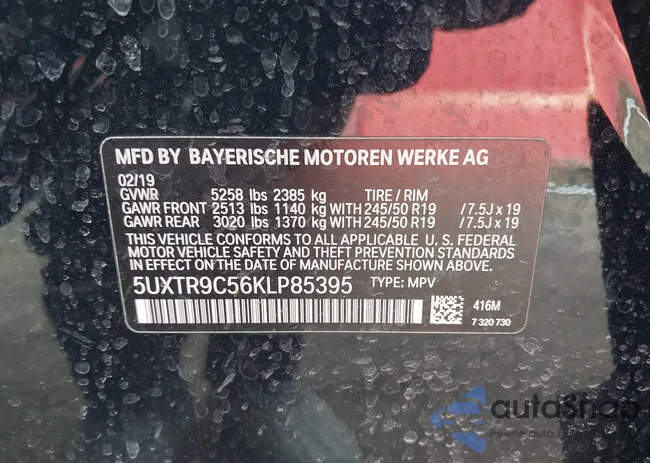 MFD BY BAYERISCHE MOTOREN WERKE AG
02/19
GVWR 5258 lbs 2385 kg TIRE / RIM
GAWR FRONT 2513 lbs 1140 kg WITH 245/50 R19 /7.5J x 19
GAWR REAR 3020 lbs 1370 kg WITH 245/50 R19 /7.5J x 19
THIS VEHICLE CONFORMS TO ALL APPLICABLE U. S. FEDERAL
MOTOR VEHICLE SAFETY AND THEFT PREVENTION STANDARDS
IN EFFECT ON THE DATE OF MANUFACTURE SHOWN ABOVE.
5UXTR9C56KLP85395 TYPE: MPV
416M
7 320 730
autoSnap
Pewne auto z